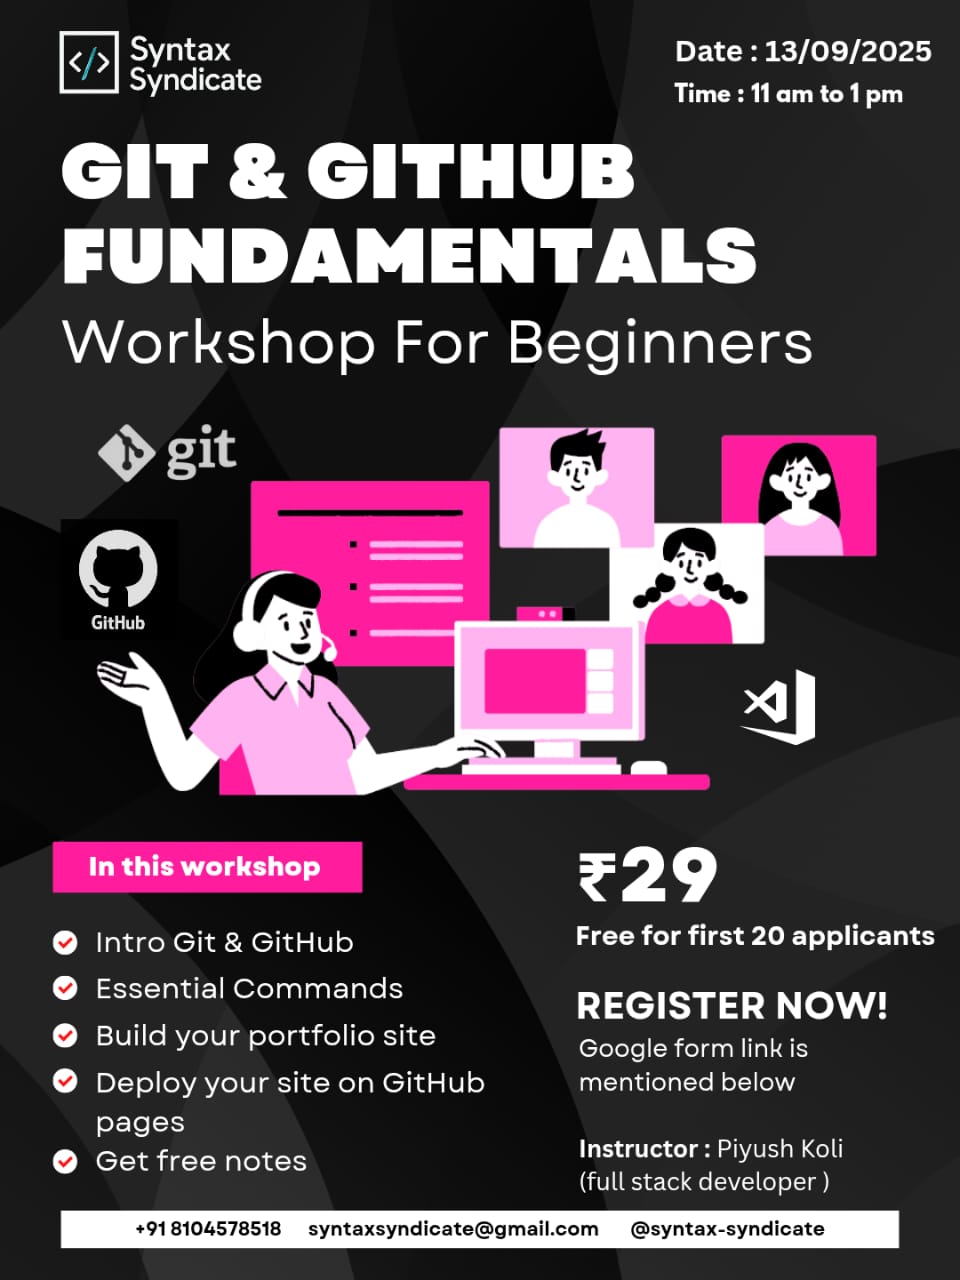 Syntax
Syndicate
Date : 13/09/2025
Time : 11 am to 1 pm
GIT & GITHUB
FUNDAMENTALS
Workshop For Beginners
git
GitHub
In this workshop
Intro Git & GitHub
Essential Commands
Build your portfolio site
Deploy your site on GitHub
pages
Get free notes
₹29
Free for first 20 applicants
REGISTER NOW!
Google form link is
mentioned below
Instructor : Piyush Koli
(full stack developer )
+91 8104578518 syntaxsyndicate@gmail.com @syntax-syndicate